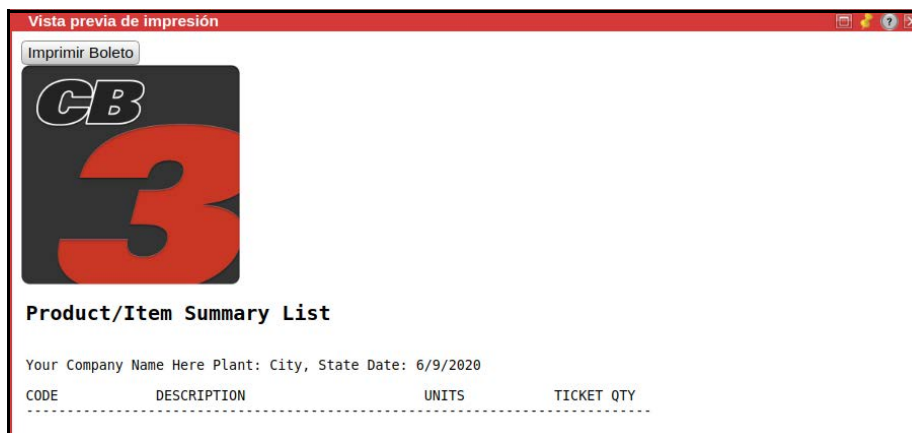 Vista previa de impresión
Imprimir Boleto
CB
3
Product/Item Summary List
Your Company Name Here Plant: City, State Date: 6/9/2020
CODE DESCRIPTION UNITS TICKET QTY
--------------------------------------------------------------------------------